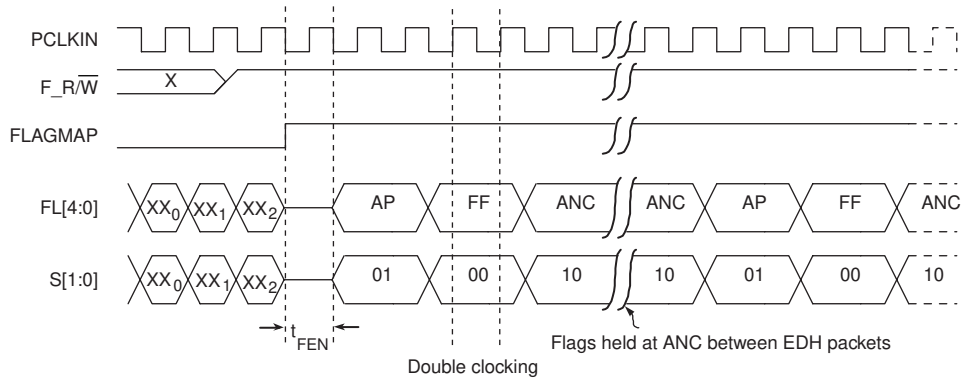 PCLKIN
F_R/W̅
X
FLAGMAP
FL[4:0]
XX0 XX1 XX2 AP FF ANC ANC AP FF ANC
S[1:0]
XX0 XX1 XX2 01 00 10 10 01 00 10
tFEN
Flags held at ANC between EDH packets
Double clocking